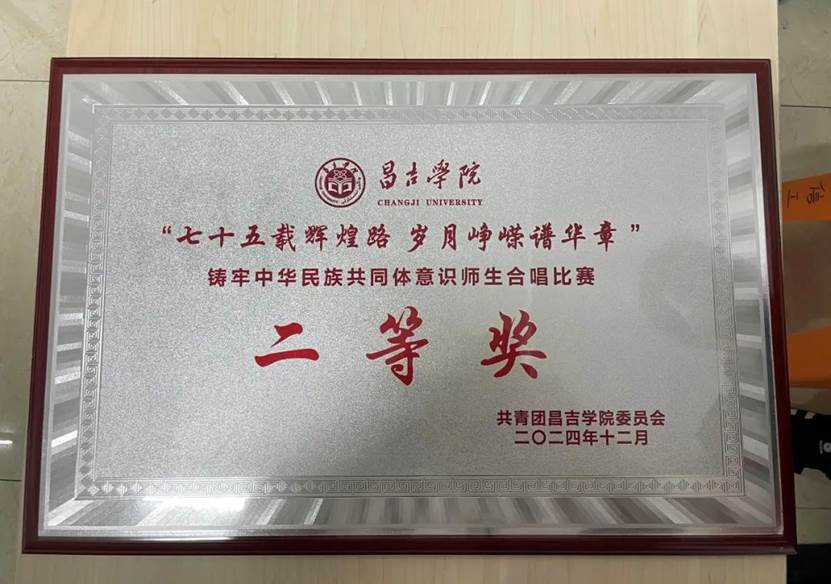 昌吉學院
CHANGJI UNIVERSITY
“七十五载辉煌路 岁月峥嵘谱华章”
铸牢中华民族共同体意识师生合唱比赛
二等奖
共青团昌吉学院委员会
二〇二四年十二月